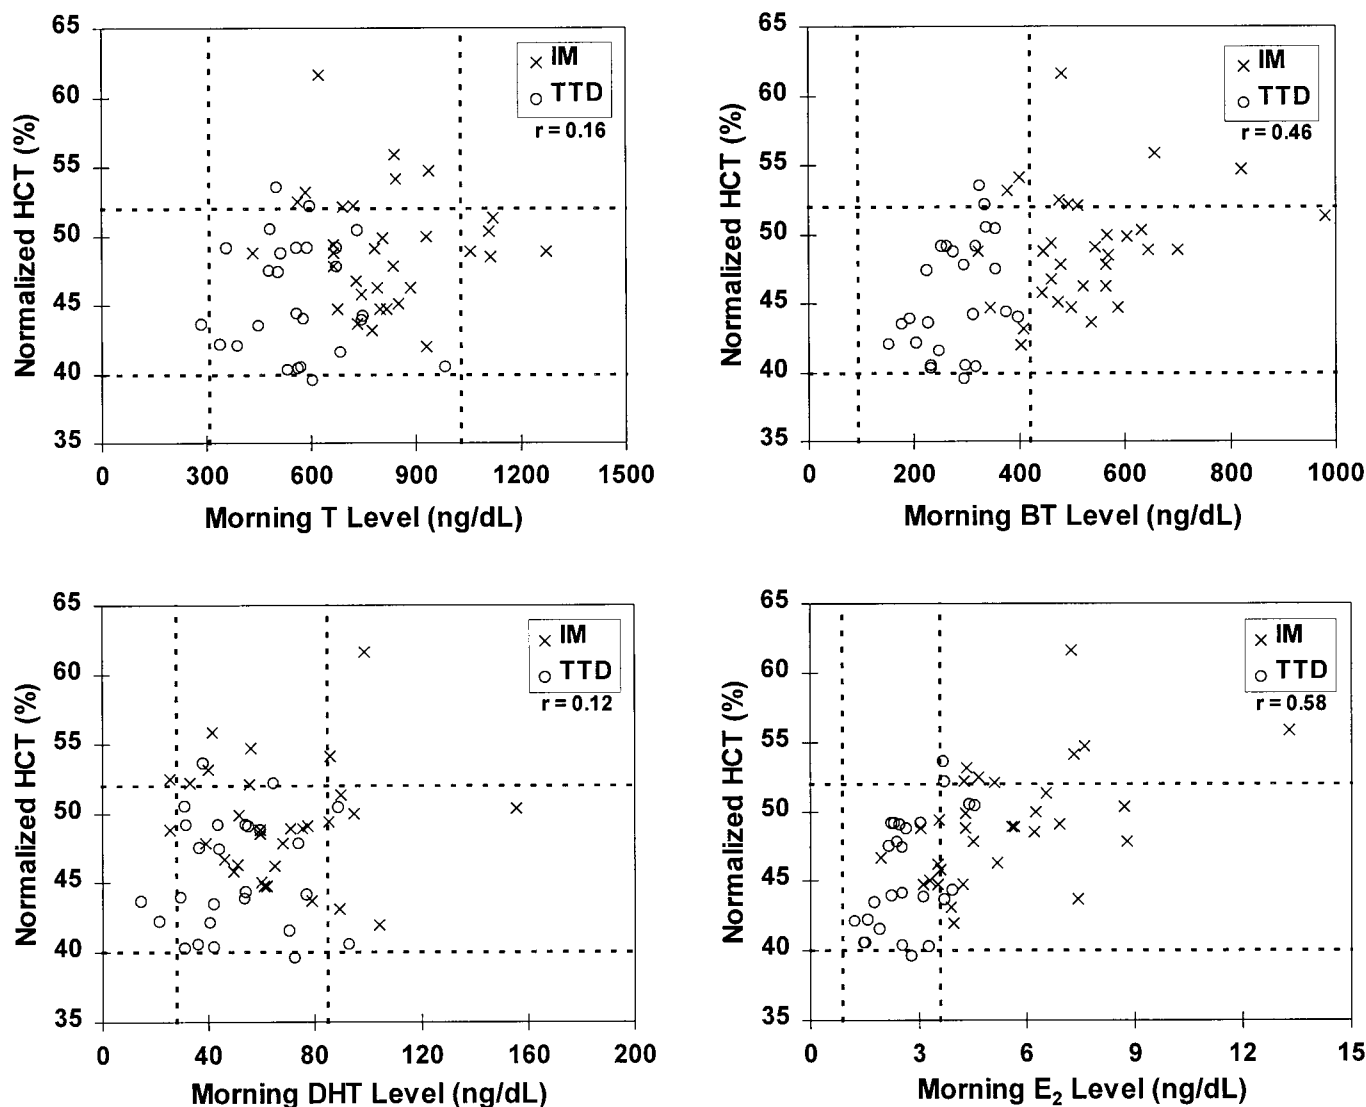 65
60
55
50
45
40
35
Normalized HCT (%)
× IM
○ TTD
r = 0.16
0 300 600 900 1200 1500
Morning T Level (ng/dL)
65
60
55
50
45
40
35
Normalized HCT (%)
× IM
○ TTD
r = 0.46
0 200 400 600 800 1000
Morning BT Level (ng/dL)
65
60
55
50
45
40
35
Normalized HCT (%)
× IM
○ TTD
r = 0.12
0 40 80 120 160 200
Morning DHT Level (ng/dL)
65
60
55
50
45
40
35
Normalized HCT (%)
× IM
○ TTD
r = 0.58
0 3 6 9 12 15
Morning E₂ Level (ng/dL)